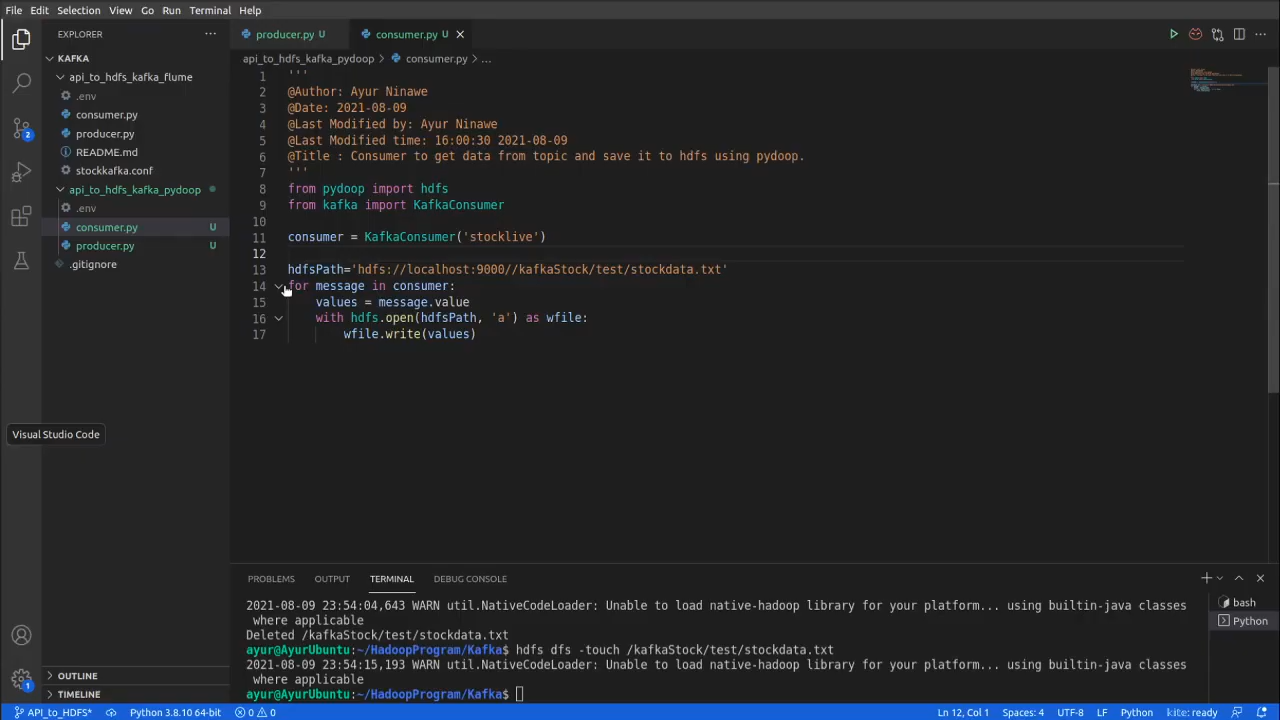 File Edit Selection View Go Run Terminal Help
EXPLORER
producer.py U
consumer.py U
KAFKA
api_to_hdfs_kafka_flume
.env
consumer.py
producer.py
README.md
stockkafka.conf
api_to_hdfs_kafka_pydoop
.env
consumer.py U
producer.py U
.gitignore
api_to_hdfs_kafka_pydoop > consumer.py > ...
1 '''
2 @Author: Ayur Ninawe
3 @Date: 2021-08-09
4 @Last Modified by: Ayur Ninawe
5 @Last Modified time: 16:00:30 2021-08-09
6 @Title : Consumer to get data from topic and save it to hdfs using pydoop.
7 '''
8 from pydoop import hdfs
9 from kafka import KafkaConsumer
10
11 consumer = KafkaConsumer('stocklive')
12
13 hdfsPath='hdfs://localhost:9000//kafkaStock/test/stockdata.txt'
14 for message in consumer:
15 values = message.value
16 with hdfs.open(hdfsPath, 'a') as wfile:
17 wfile.write(values)
Visual Studio Code
2
1
OUTLINE
TIMELINE
PROBLEMS OUTPUT TERMINAL DEBUG CONSOLE
2021-08-09 23:54:04,643 WARN util.NativeCodeLoader: Unable to load native-hadoop library for your platform... using builtin-java classes
where applicable
Deleted /kafkaStock/test/stockdata.txt
ayur@AyurUbuntu:~/HadoopProgram/Kafka$ hdfs dfs -touch /kafkaStock/test/stockdata.txt
2021-08-09 23:54:15,193 WARN util.NativeCodeLoader: Unable to load native-hadoop library for your platform... using builtin-java classes
where applicable
ayur@AyurUbuntu:~/HadoopProgram/Kafka$
bash
Python
API_to_HDFS* Python 3.8.10 64-bit 0 0 Ln 12, Col 1 Spaces: 4 UTF-8 LF Python kite: ready